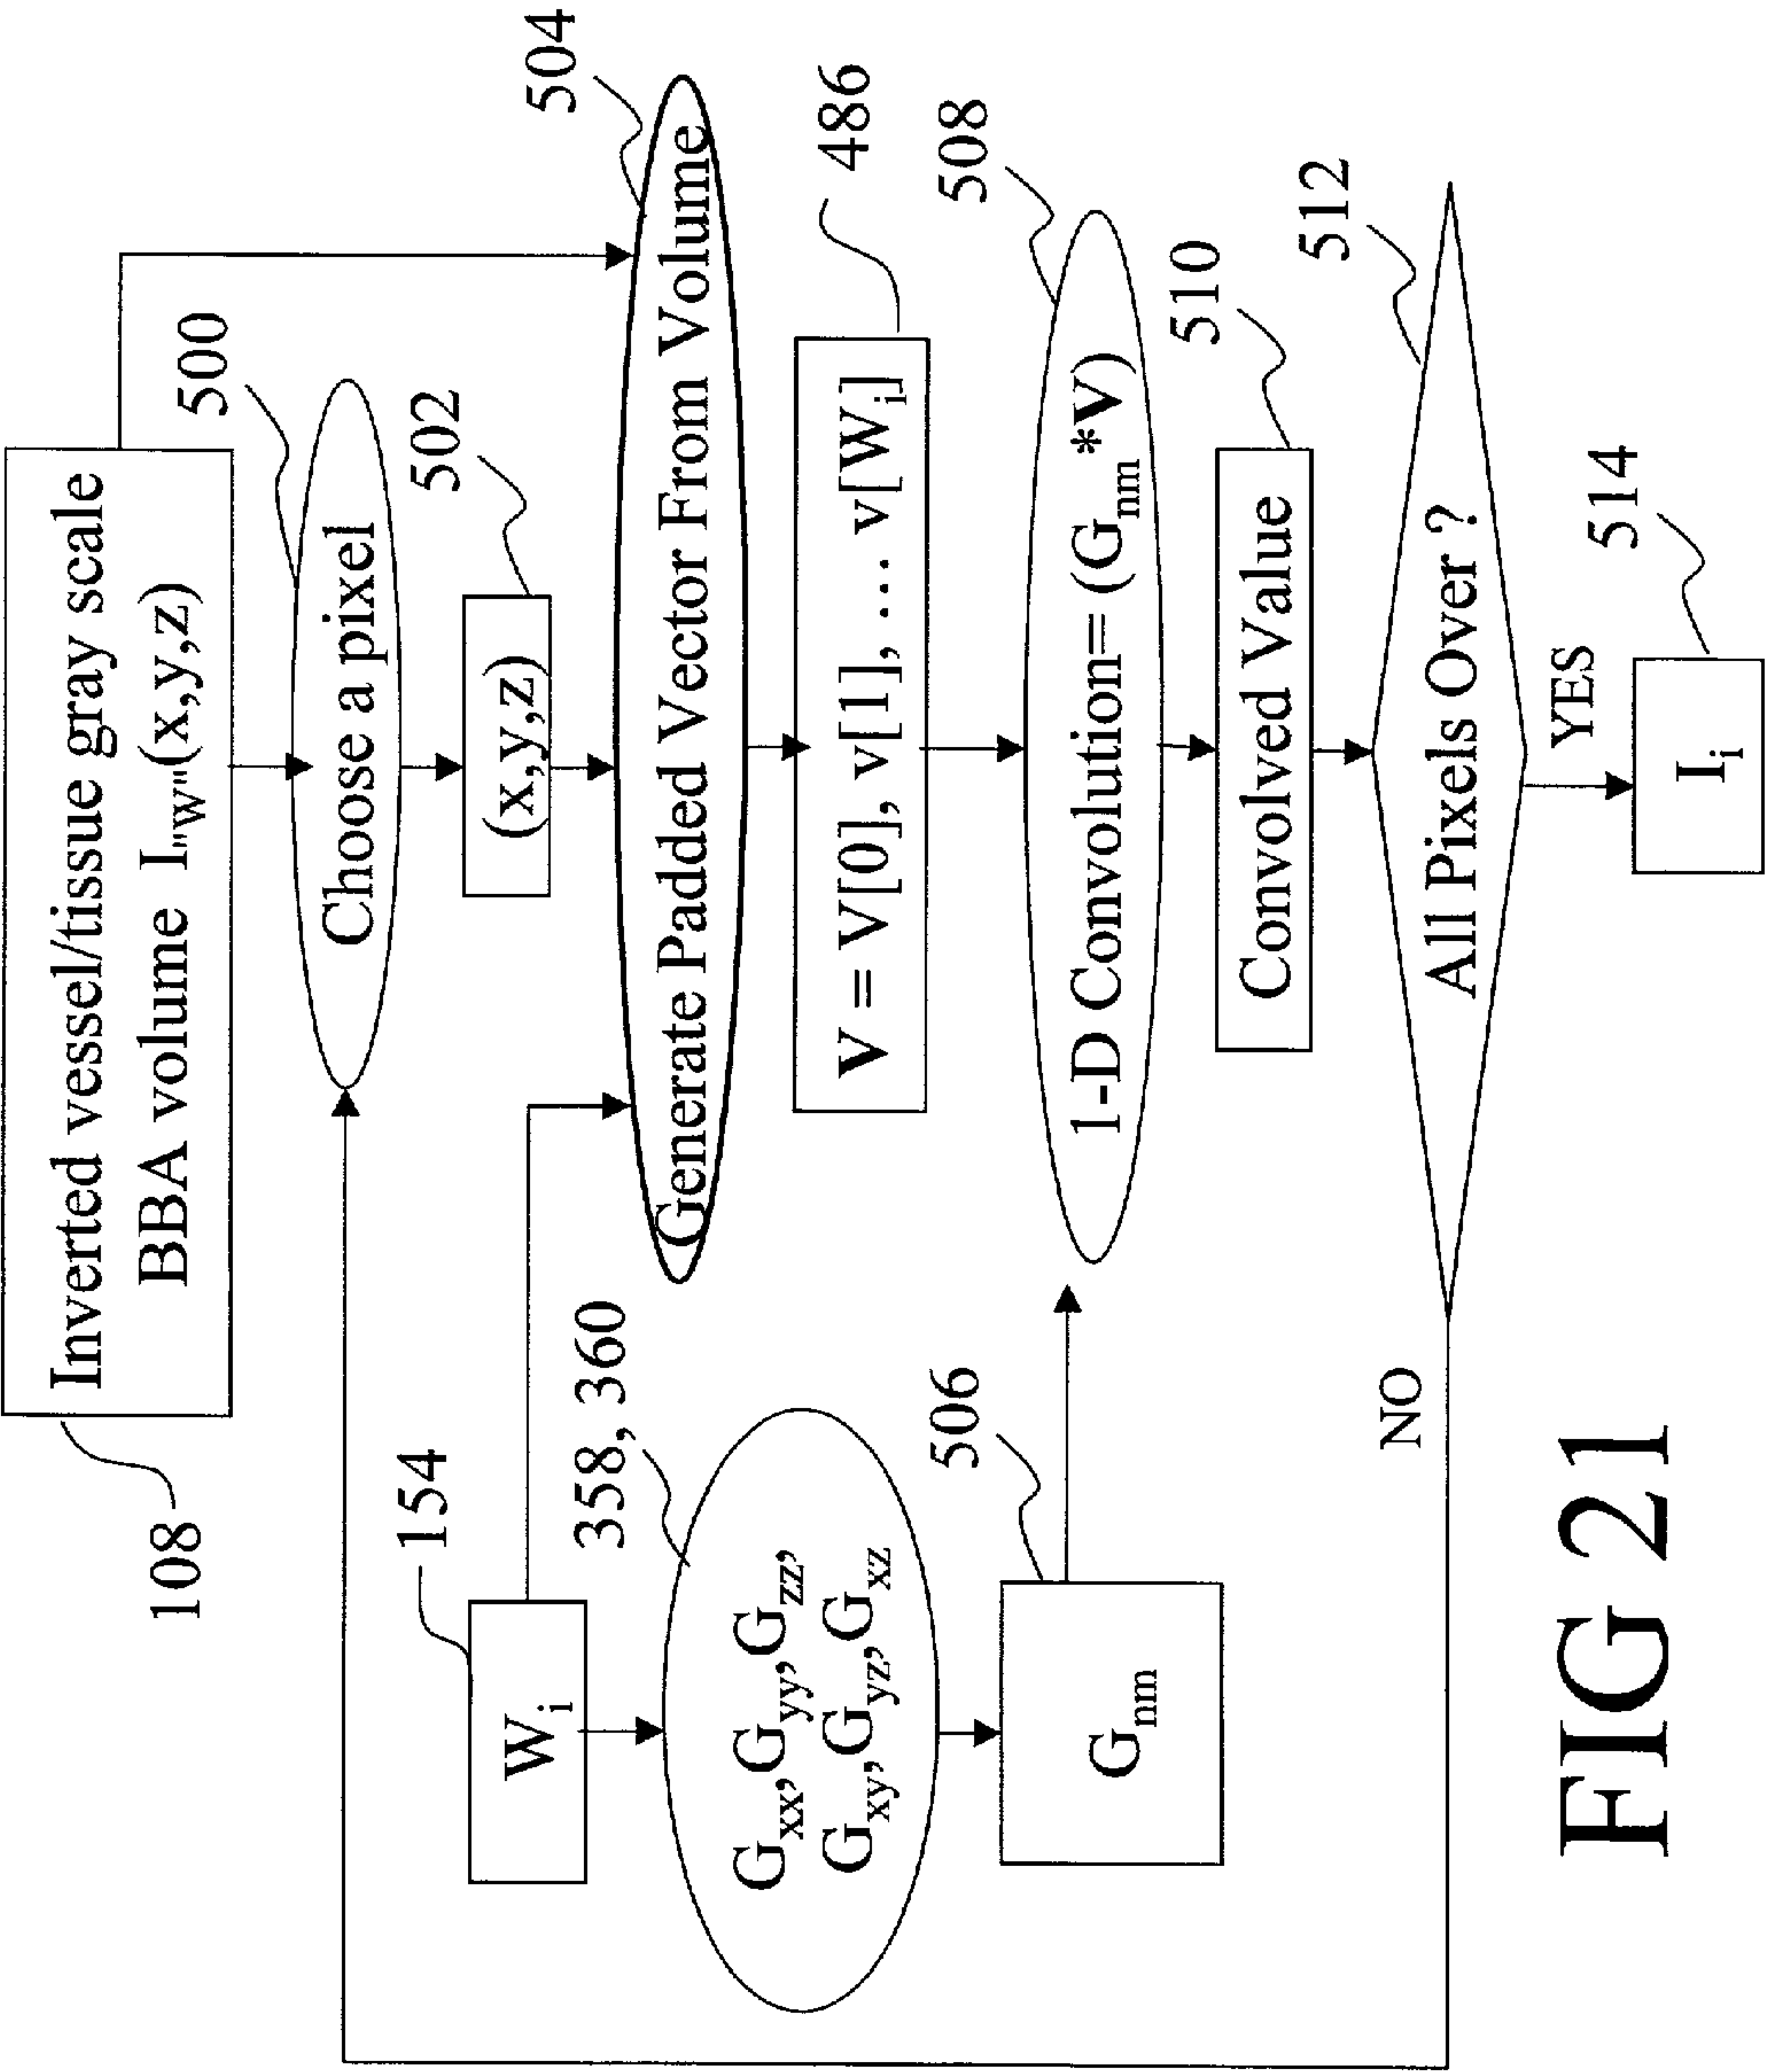 108
Inverted vessel/tissue gray scale
BBA volume I"W"(x,y,z)
500
Choose a pixel
502
(x,y,z)
504
Generate Padded Vector From Volume
154
Wi
358, 360
Gxx, Gyy, Gzz,
Gxy, Gyz, Gxz
486
V = V[0], v[1], ... v[Wi]
506
Gnm
508
1-D Convolution= (Gnm *V)
510
Convolved Value
512
All Pixels Over ?
NO
YES
514
Ii
FIG 21